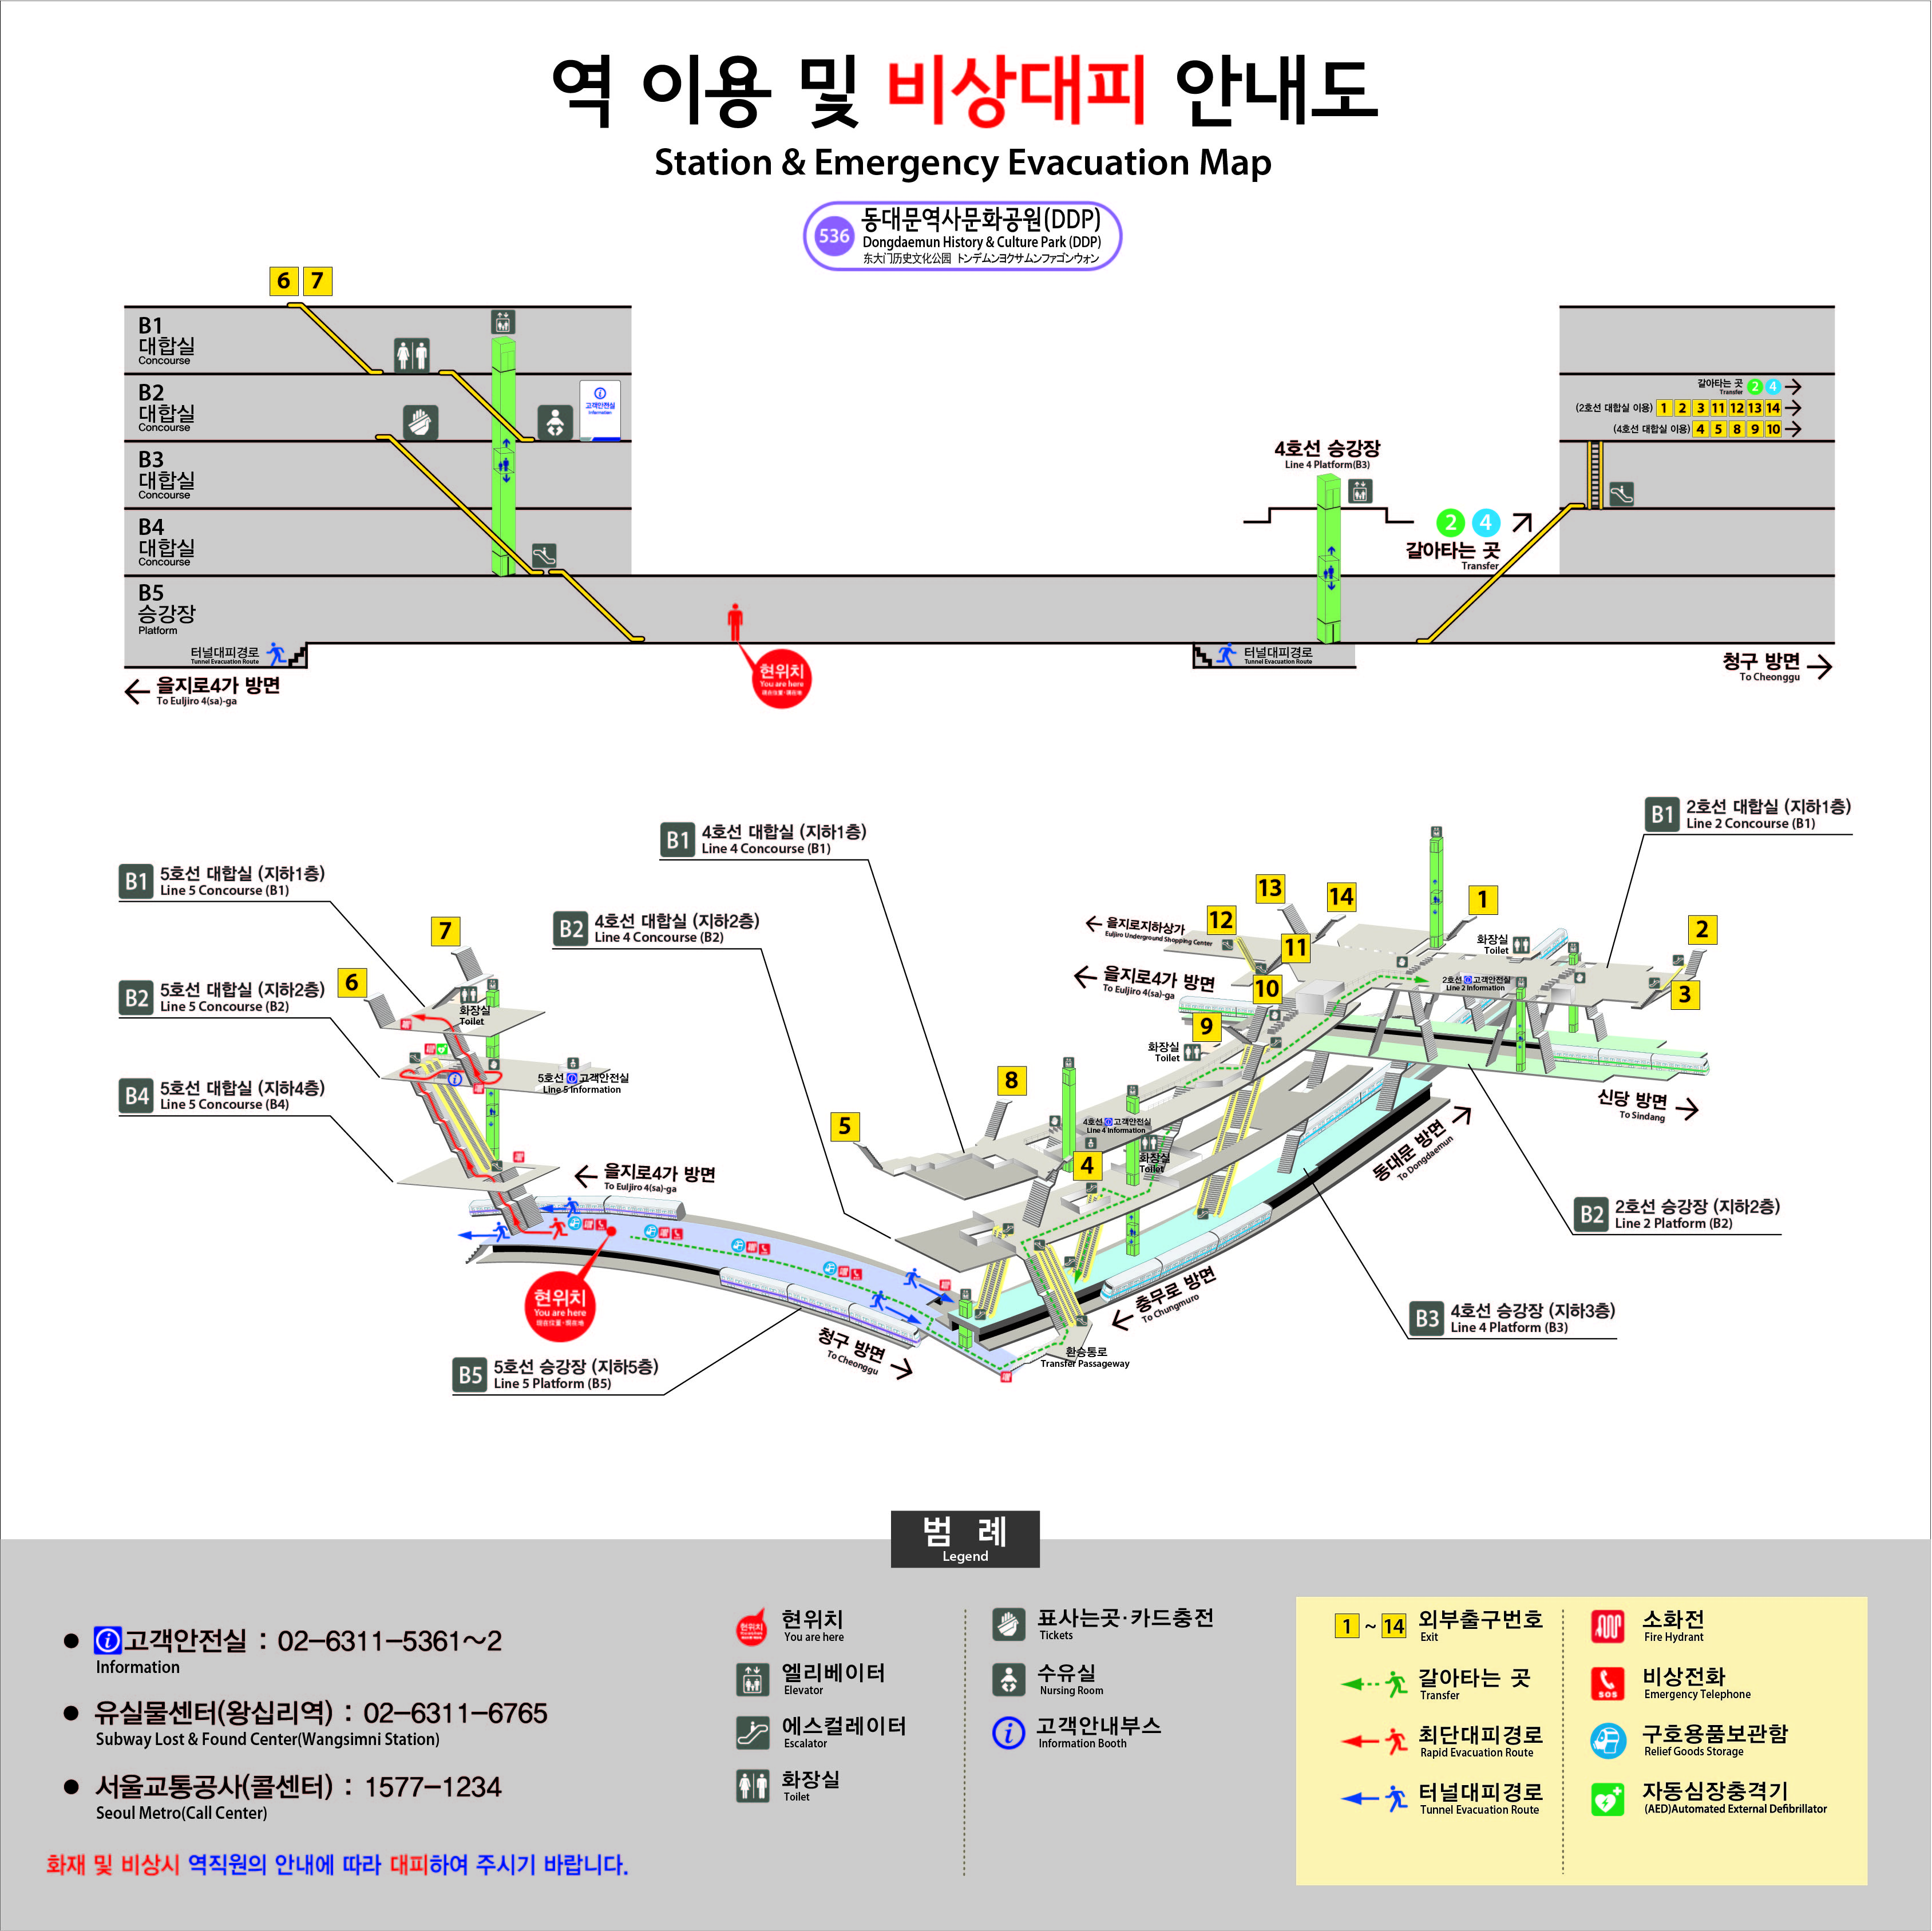 역 이용 및 비상대피 안내도
Station & Emergency Evacuation Map
536
동대문역사문화공원(DDP)
Dongdaemun History & Culture Park (DDP)
东大门历史文化公园 トンデムンヨクサムンファゴンウォン
6 7
B1
대합실
Concourse
B2
대합실
Concourse
고객안전실
Information
B3
대합실
Concourse
B4
대합실
Concourse
B5
승강장
Platform
터널대피경로
Tunnel Evacuation Route
을지로4가 방면
To Euljiro 4(sa)-ga
현위치
You are here
4호선 승강장
Line 4 Platform(B3)
2 4
갈아타는 곳
Transfer
갈아타는 곳 2 4
Transfer
(2호선 대합실 이용) 1 2 3 11 12 13 14
(4호선 대합실 이용) 4 5 8 9 10
터널대피경로
Tunnel Evacuation Route
청구 방면
To Cheonggu
B1 5호선 대합실 (지하1층)
Line 5 Concourse (B1)
B2 5호선 대합실 (지하2층)
Line 5 Concourse (B2)
B4 5호선 대합실 (지하4층)
Line 5 Concourse (B4)
B1 4호선 대합실 (지하1층)
Line 4 Concourse (B1)
B2 4호선 대합실 (지하2층)
Line 4 Concourse (B2)
B1 2호선 대합실 (지하1층)
Line 2 Concourse (B1)
7
6
화장실
Toilet
5호선 고객안전실
Line 5 Information
을지로4가 방면
To Euljiro 4(sa)-ga
현위치
You are here
B5 5호선 승강장 (지하5층)
Line 5 Platform (B5)
청구 방면
To Cheonggu
13
14
1
12
11
2
10
3
9
8
5
4
을지로지하상가
Euljiro Underground Shopping Center
을지로4가 방면
To Euljiro 4(sa)-ga
화장실
Toilet
2호선 고객안전실
Line 2 Information
화장실
Toilet
4호선 고객안전실
Line 4 Information
화장실
Toilet
신당 방면
To Sindang
동대문 방면
To Dongdaemun
충무로 방면
To Chungmuro
환승통로
Transfer Passageway
B2 2호선 승강장 (지하2층)
Line 2 Platform (B2)
B3 4호선 승강장 (지하3층)
Line 4 Platform (B3)
범 례
Legend
● 고객안전실 : 02-6311-5361~2
Information
● 유실물센터(왕십리역) : 02-6311-6765
Subway Lost & Found Center(Wangsimni Station)
● 서울교통공사(콜센터) : 1577-1234
Seoul Metro(Call Center)
화재 및 비상시 역직원의 안내에 따라 대피하여 주시기 바랍니다.
현위치
You are here
현위치
You are here
엘리베이터
Elevator
에스컬레이터
Escalator
화장실
Toilet
표사는곳·카드충전
Tickets
수유실
Nursing Room
고객안내부스
Information Booth
1 ~ 14 외부출구번호
Exit
갈아타는 곳
Transfer
최단대피경로
Rapid Evacuation Route
터널대피경로
Tunnel Evacuation Route
소화전
Fire Hydrant
SOS
비상전화
Emergency Telephone
구호용품보관함
Relief Goods Storage
자동심장충격기
(AED)Automated External Defibrillator